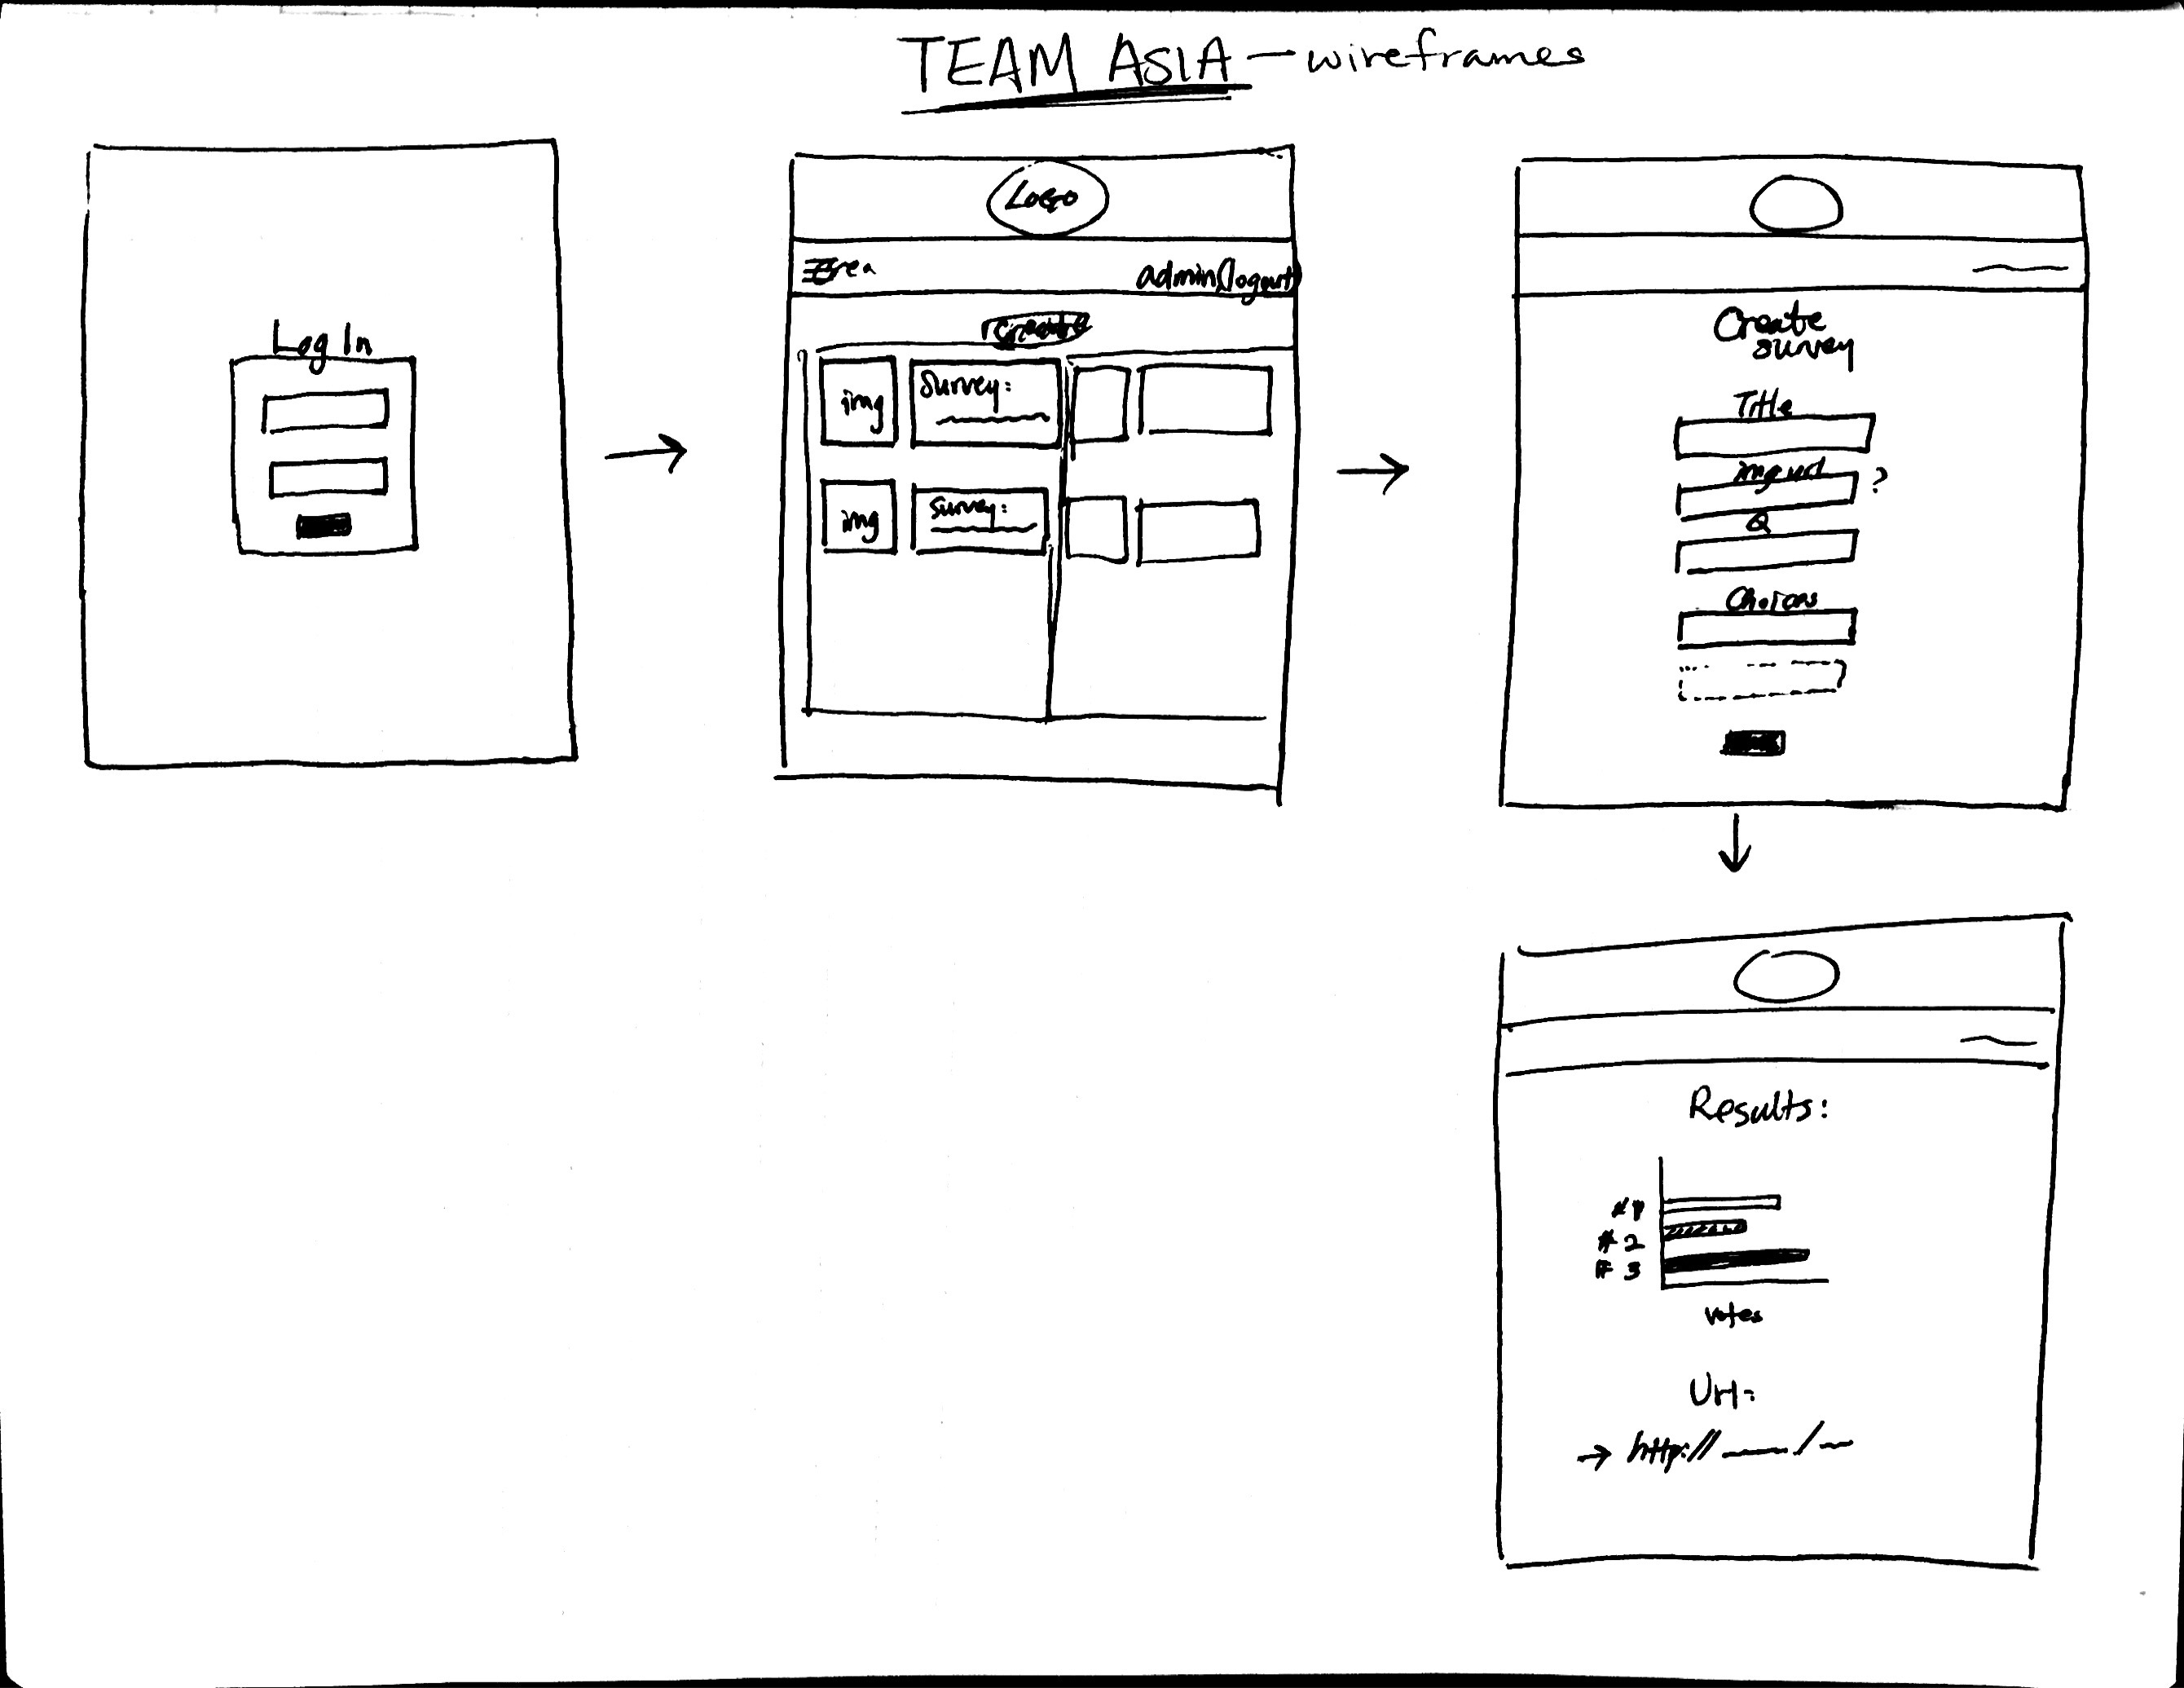 TEAM ASIA - wireframes
Log In
Logo
admin (logout)
create
img
Survey:
img
Survey:
Create
survey
Title
img url ?
Q
Choices
Results:
#1
#2
#3
votes
Url:
→ http:// ___ / _